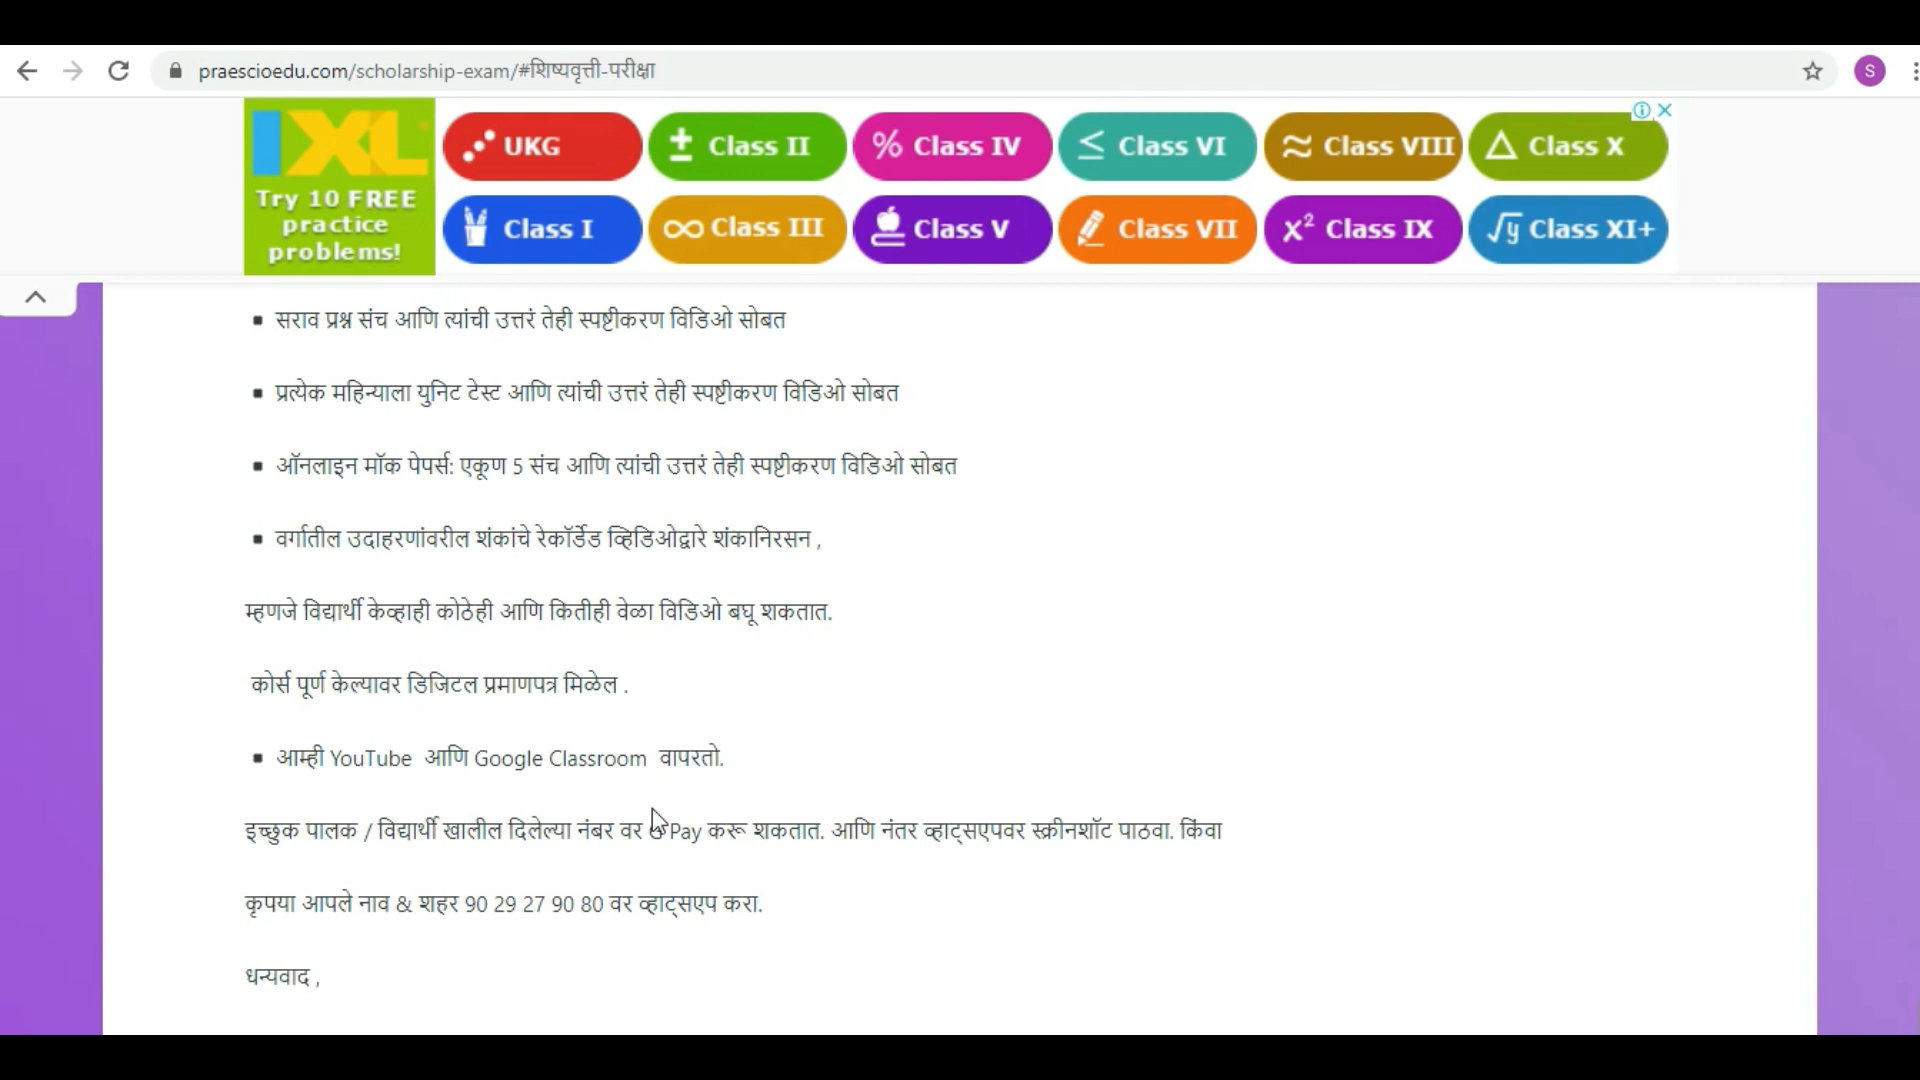 praescioedu.com/scholarship-exam/#शिष्यवृत्ती-परीक्षा
S
IXL
Try 10 FREE
practice
problems!
UKG
± Class II
% Class IV
≤ Class VI
≈ Class VIII
△ Class X
Class I
∞ Class III
Class V
Class VII
x² Class IX
√y Class XI+
▪ सराव प्रश्न संच आणि त्यांची उत्तरं तेही स्पष्टीकरण विडिओ सोबत
▪ प्रत्येक महिन्याला युनिट टेस्ट आणि त्यांची उत्तरं तेही स्पष्टीकरण विडिओ सोबत
▪ ऑनलाइन मॉक पेपर्स: एकूण 5 संच आणि त्यांची उत्तरं तेही स्पष्टीकरण विडिओ सोबत
▪ वर्गातील उदाहरणांवरील शंकांचे रेकॉर्डेड व्हिडिओद्वारे शंकानिरसन ,
म्हणजे विद्यार्थी केव्हाही कोठेही आणि कितीही वेळा विडिओ बघू शकतात.
कोर्स पूर्ण केल्यावर डिजिटल प्रमाणपत्र मिळेल .
▪ आम्ही YouTube आणि Google Classroom वापरतो.
इच्छुक पालक / विद्यार्थी खालील दिलेल्या नंबर वर Pay करू शकतात. आणि नंतर व्हाट्सएपवर स्क्रीनशॉट पाठवा. किंवा
कृपया आपले नाव & शहर 90 29 27 90 80 वर व्हाट्सएप करा.
धन्यवाद ,